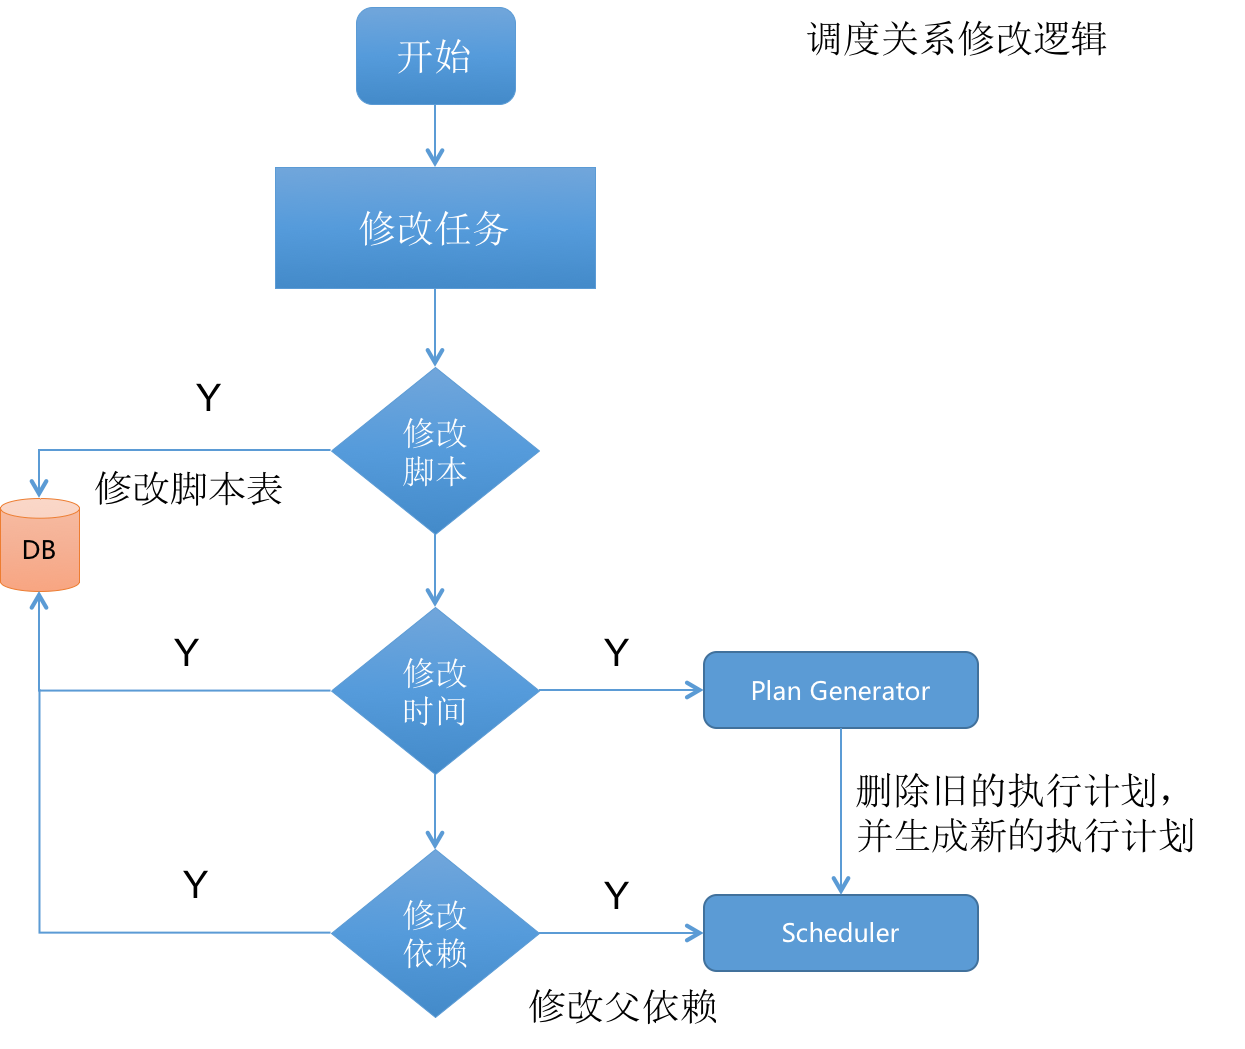 开始
调度关系修改逻辑
修改任务
Y
修改
脚本
修改脚本表
DB
Y
修改
时间
Y
Plan Generator
删除旧的执行计划，
并生成新的执行计划
Y
修改
依赖
Y
Scheduler
修改父依赖